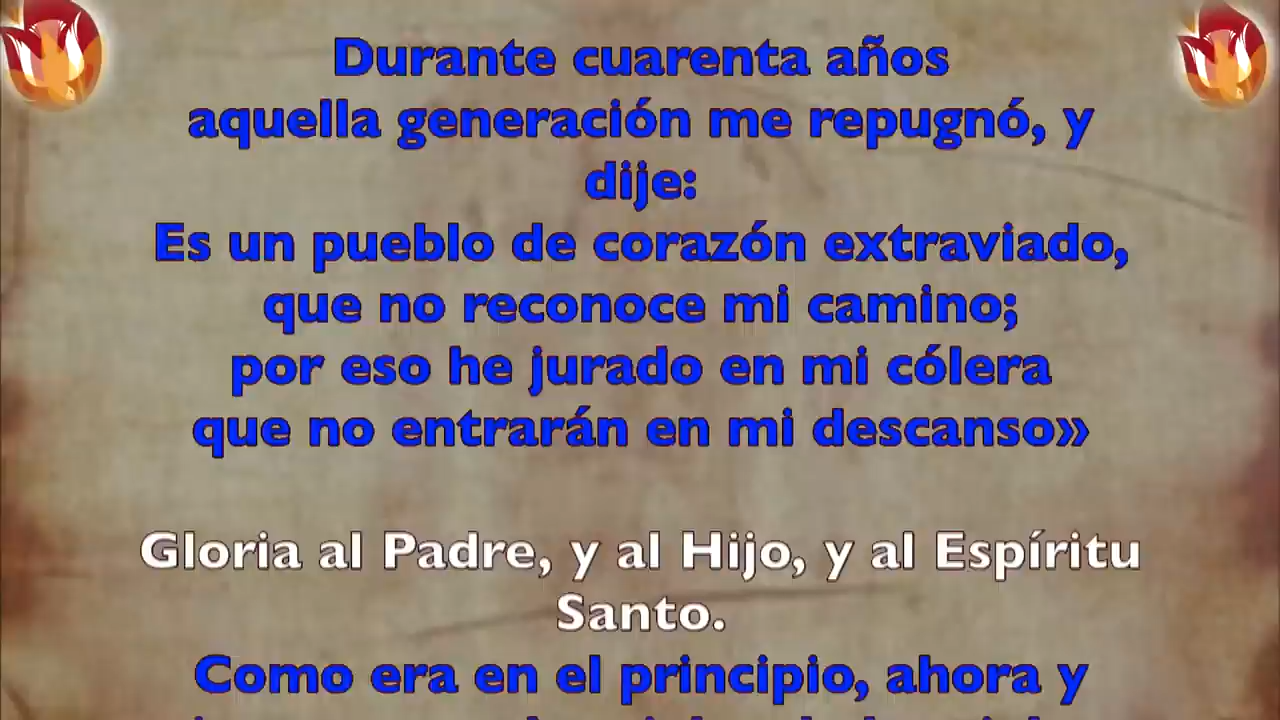 Durante cuarenta años
aquella generación me repugnó, y
dije:
Es un pueblo de corazón extraviado,
que no reconoce mi camino;
por eso he jurado en mi cólera
que no entrarán en mi descanso»
Gloria al Padre, y al Hijo, y al Espíritu
Santo.
Como era en el principio, ahora y